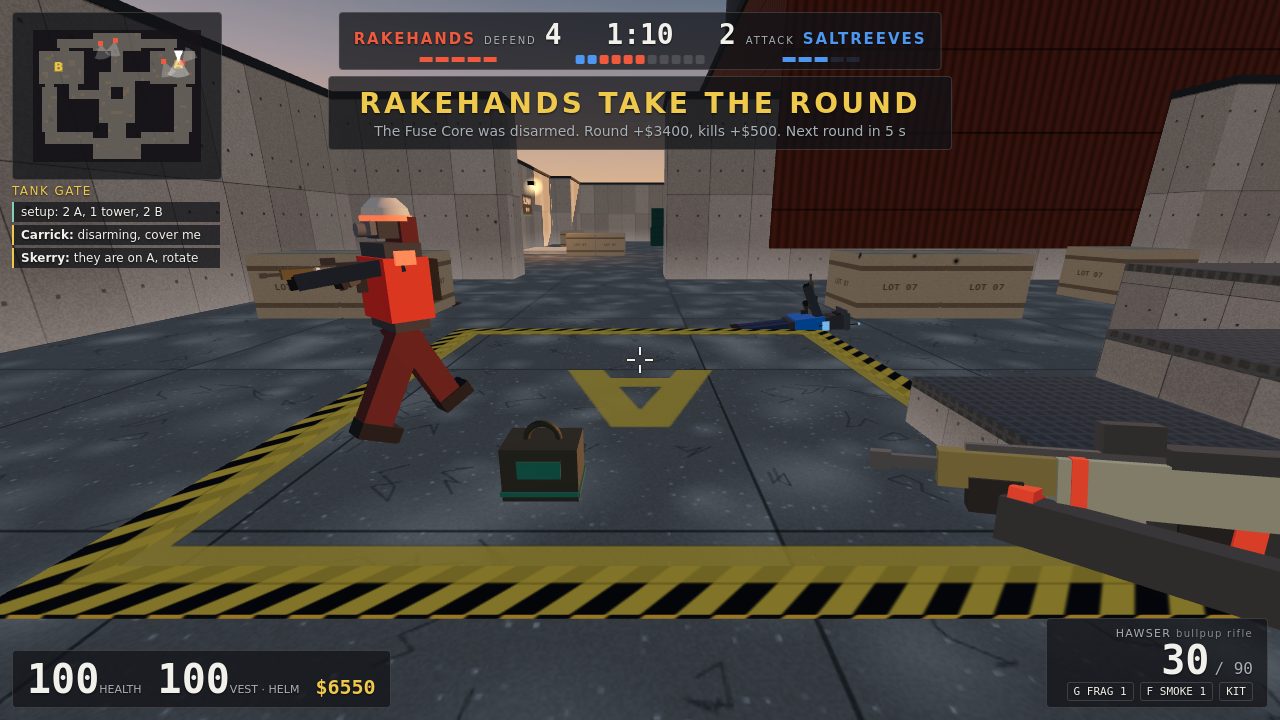 RAKEHANDS DEFEND 4 1:10 2 ATTACK SALTREEVES
RAKEHANDS TAKE THE ROUND
The Fuse Core was disarmed. Round +$3400, kills +$500. Next round in 5 s
B
A
TANK GATE
setup: 2 A, 1 tower, 2 B
Carrick: disarming, cover me
Skerry: they are on A, rotate
LOT 07
LOT 07
LOT 07
LOT 07
A
100 HEALTH 100 VEST · HELM $6550
HAWSER bullpup rifle
30 / 90
G FRAG 1 F SMOKE 1 KIT